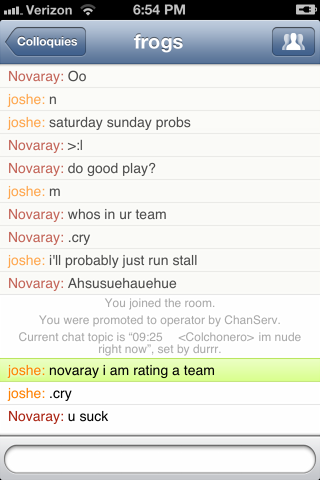 Verizon 6:54 PM
Colloquies frogs
Novaray: Oo
joshe: n
joshe: saturday sunday probs
Novaray: >:l
Novaray: do good play?
joshe: m
Novaray: whos in ur team
Novaray: .cry
joshe: i'll probably just run stall
Novaray: Ahsusuehauehue
You joined the room.
You were promoted to operator by ChanServ.
Current chat topic is “09:25 <Colchonero> im nude
right now”, set by durrr.
joshe: novaray i am rating a team
joshe: .cry
Novaray: u suck